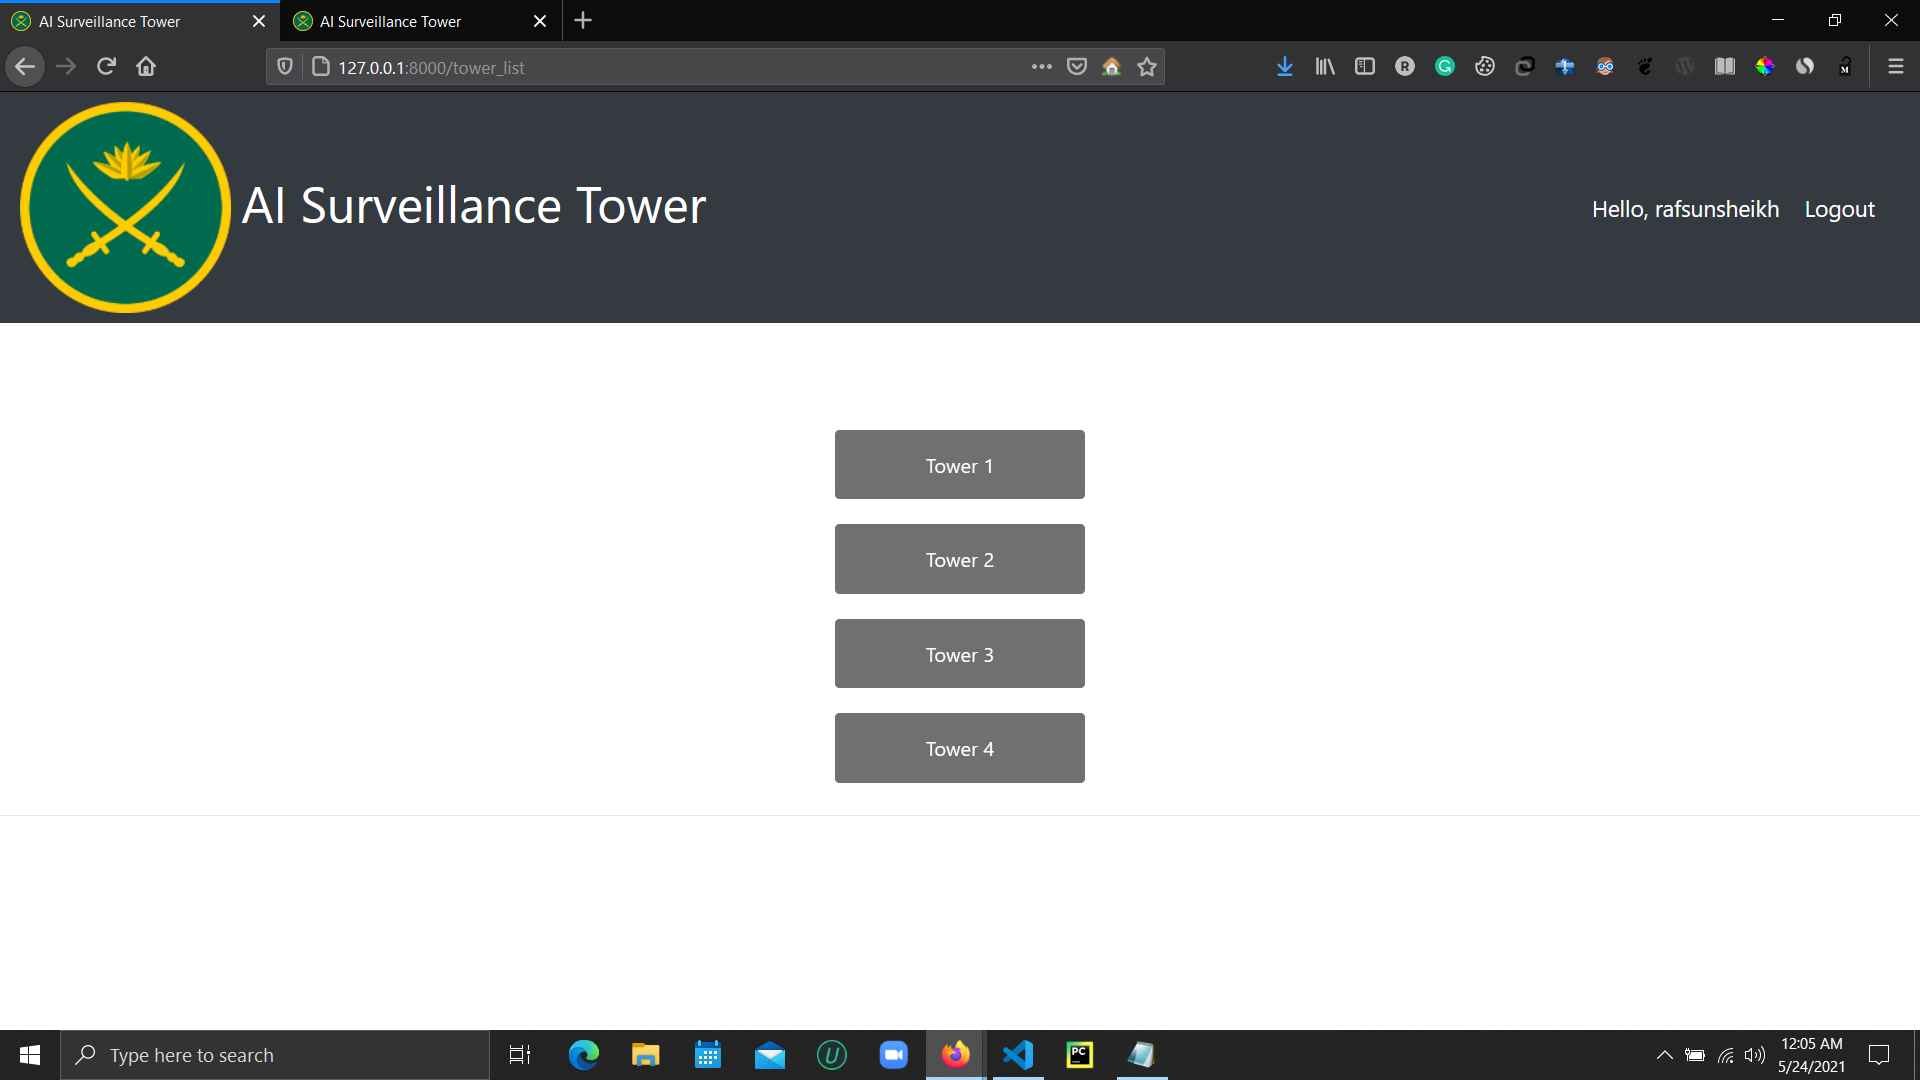 AI Surveillance Tower
AI Surveillance Tower
127.0.0.1:8000/tower_list
AI Surveillance Tower
Hello, rafsunsheikh
Logout
Tower 1
Tower 2
Tower 3
Tower 4
Type here to search
12:05 AM
5/24/2021